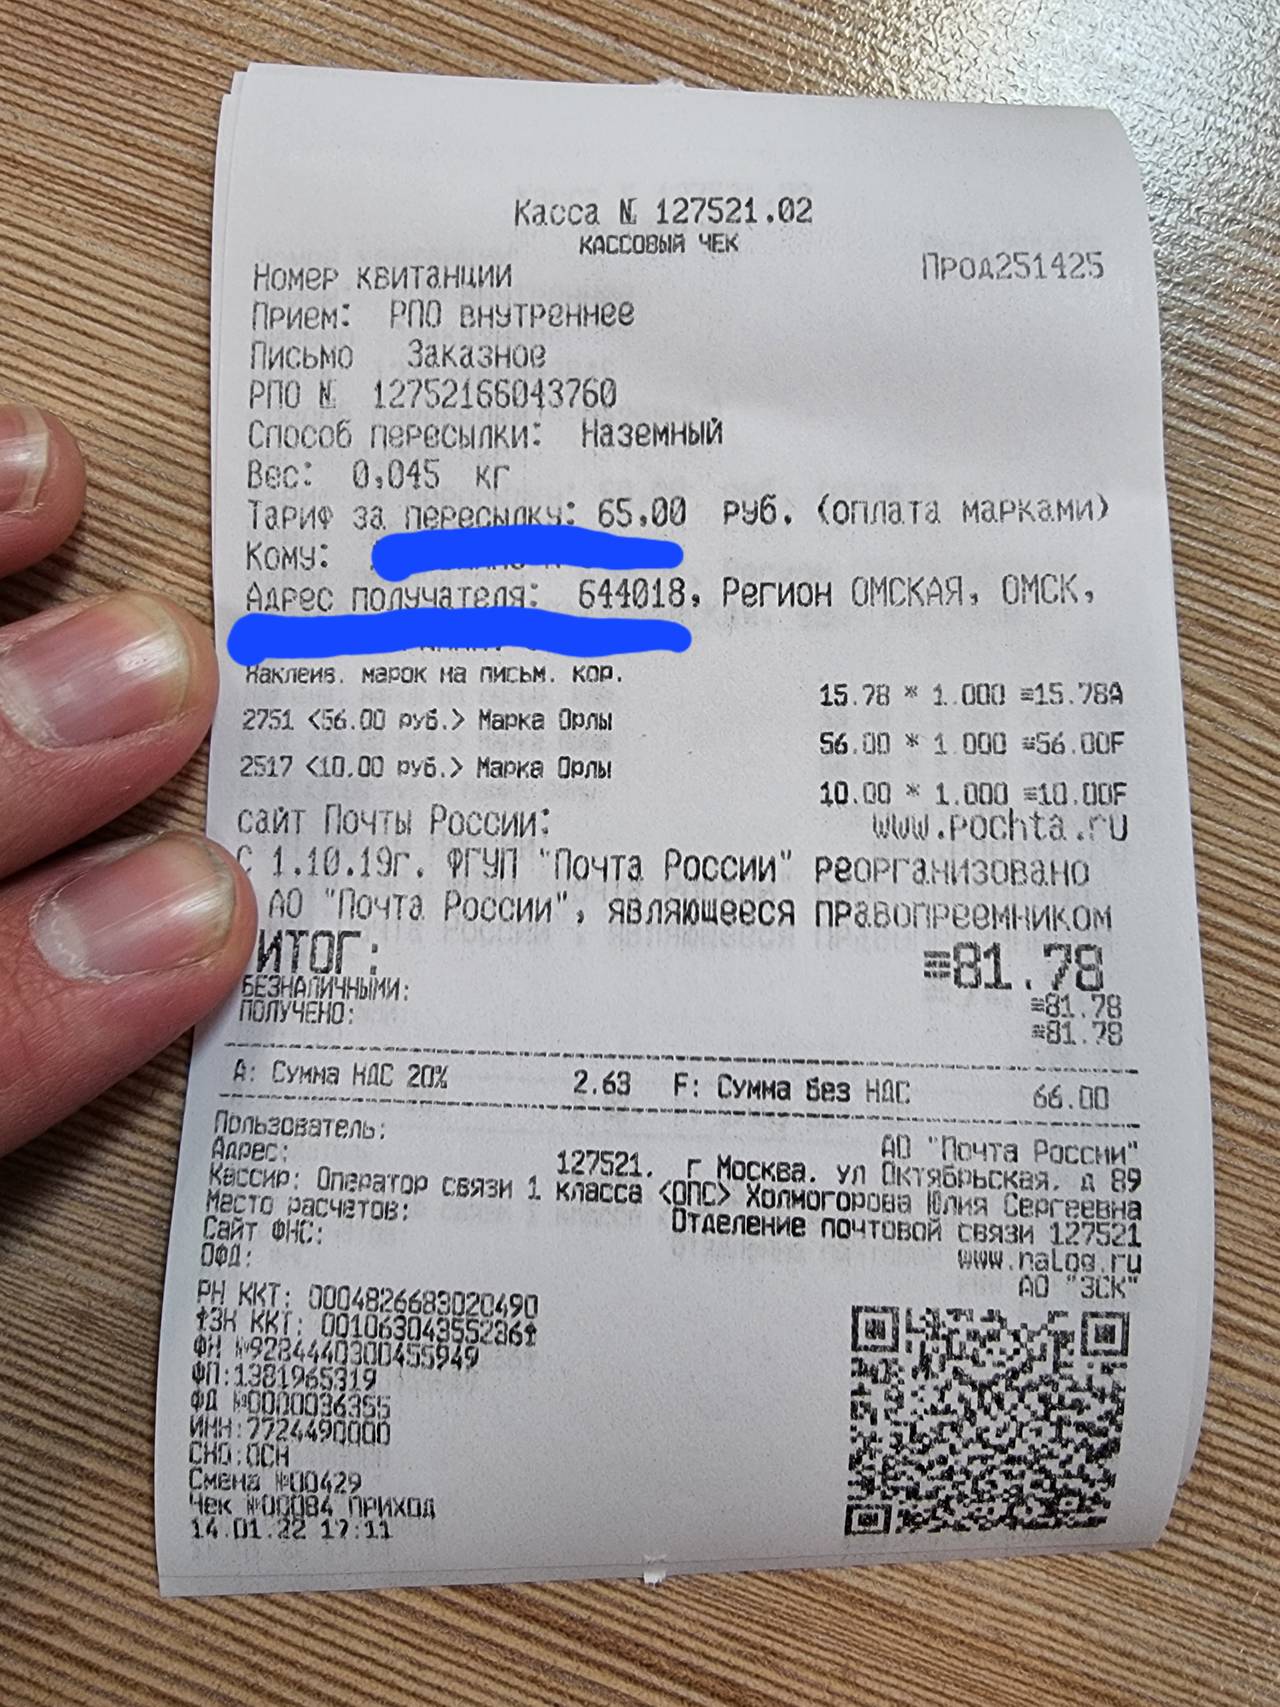 Касса № 127521.02
КАССОВЫЙ ЧЕК
Номер квитанции Прод251425
Прием: РПО внутреннее
Письмо Заказное
РПО № 12752166043760
Способ пересылки: Наземный
Вес: 0,045 кг
Тариф за пересылку: 65,00 руб. (оплата марками)
Кому:
Адрес получателя: 644018, Регион ОМСКАЯ, ОМСК,
Наклеив. марок на письм. кор.
15.78 * 1.000 ≡15.78А
2751 <56.00 руб.> Марка Орлы
56.00 * 1.000 ≡56.00F
2517 <10.00 руб.> Марка Орлы
10.00 * 1.000 ≡10.00F
сайт Почты России: www.pochta.ru
С 1.10.19г. ФГУП "Почта России" реорганизовано
АО "Почта России", являющееся правопреемником
ИТОГ: ≡81.78
БЕЗНАЛИЧНЫМИ: ≡81.78
ПОЛУЧЕНО: ≡81.78
А: Сумма НДС 20% 2.63 F: Сумма без НДС 66.00
Пользователь: АО "Почта России"
Адрес: 127521, г Москва, ул Октябрьская, д 89
Кассир: Оператор связи 1 класса <ОПС> Холмогорова Юлия Сергеевна
Место расчетов: Отделение почтовой связи 127521
Сайт ФНС: www.nalog.ru
ОФД: АО "ЭСК"
РН ККТ: 0004826683020490
↑ЗН ККТ: 00106304355236↑
ФН №9284440300455949
ФП:1381965319
ФД №0000036355
ИНН:7724490000
СНО:ОСН
Смена №00429
Чек №00084 ПРИХОД
14.01.22 17:11